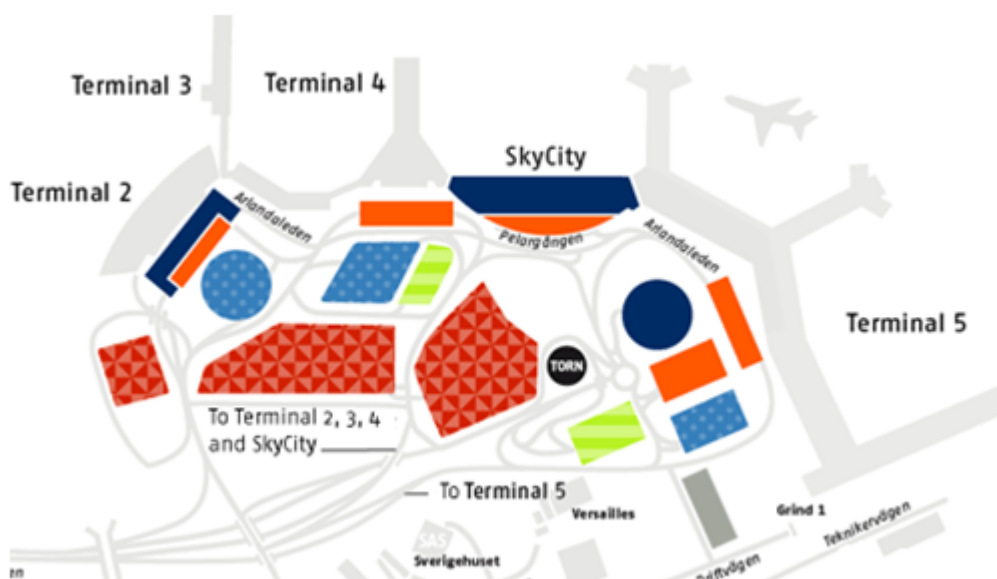 Terminal 3
Terminal 4
SkyCity
Terminal 2
Arlandaleden
Pelargången
Arlandaleden
Terminal 5
TORN
To Terminal 2, 3, 4
and SkyCity
To Terminal 5
Versailles
Grind 1
Teknikervägen
SAS
Sverigehuset
en